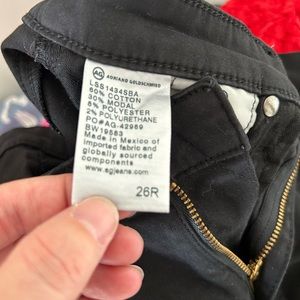 AG ADRIANO GOLDSCHMIED
LSS1434SBA
60% COTTON
30% MODAL
8% POLYESTER
2% POLYURETHANE
PO#AG-42969
BW19583
Made in Mexico of
imported fabric and
globally sourced
components
www.agjeans.com
26R